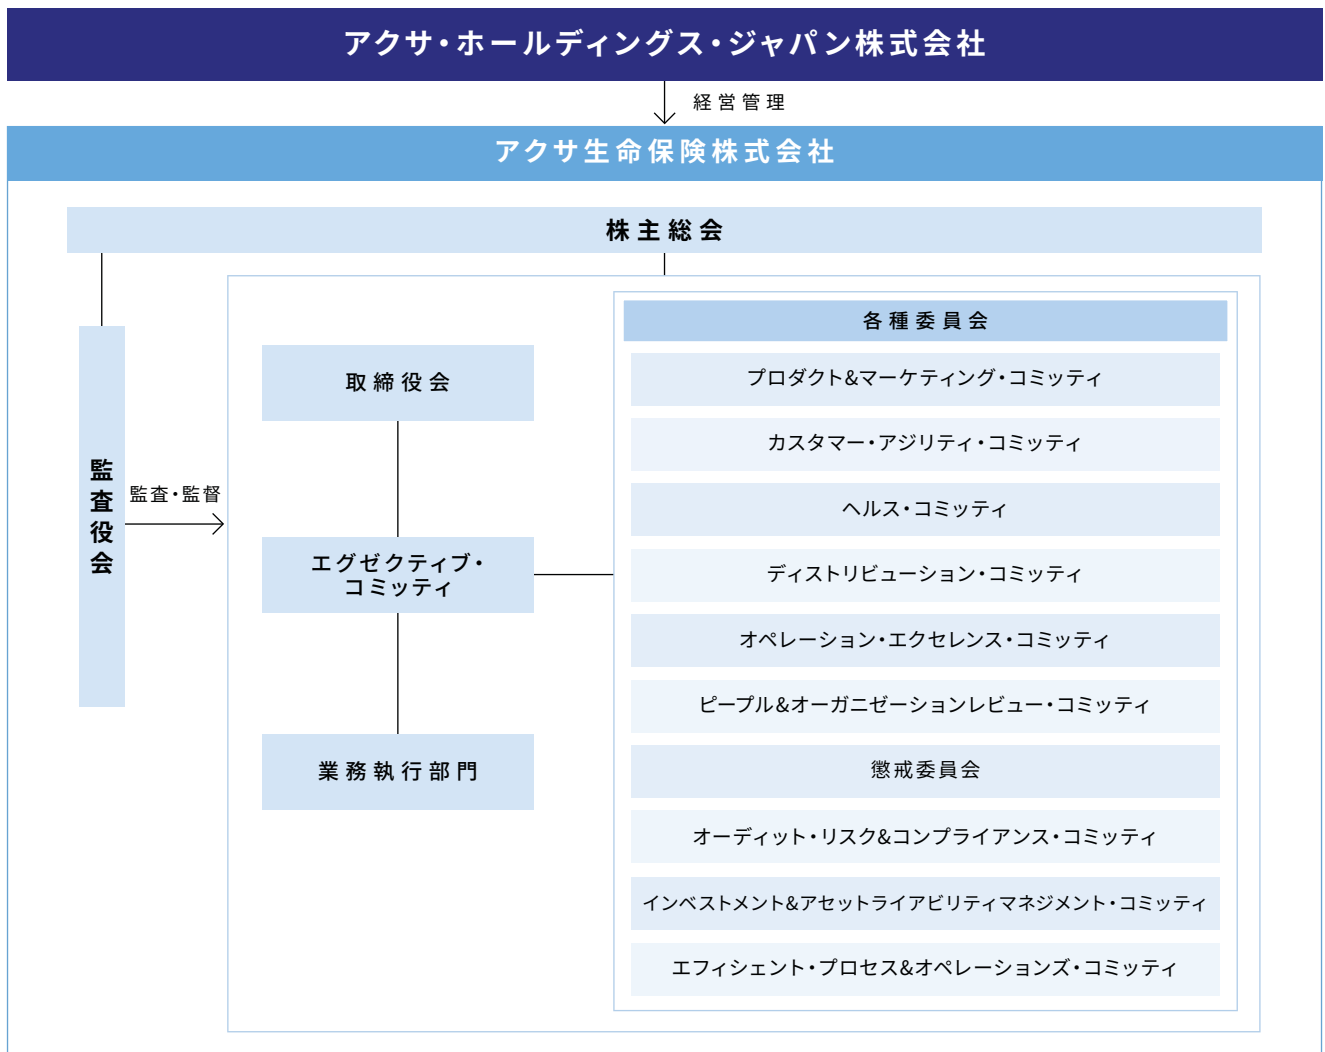 アクサ・ホールディングス・ジャパン株式会社
経営管理
アクサ生命保険株式会社
株主総会
監査役会
監査・監督
取締役会
エグゼクティブ・
コミッティ
業務執行部門
各種委員会
プロダクト&マーケティング・コミッティ
カスタマー・アジリティ・コミッティ
ヘルス・コミッティ
ディストリビューション・コミッティ
オペレーション・エクセレンス・コミッティ
ピープル&オーガニゼーションレビュー・コミッティ
懲戒委員会
オーディット・リスク&コンプライアンス・コミッティ
インベストメント&アセットライアビリティマネジメント・コミッティ
エフィシェント・プロセス&オペレーションズ・コミッティ